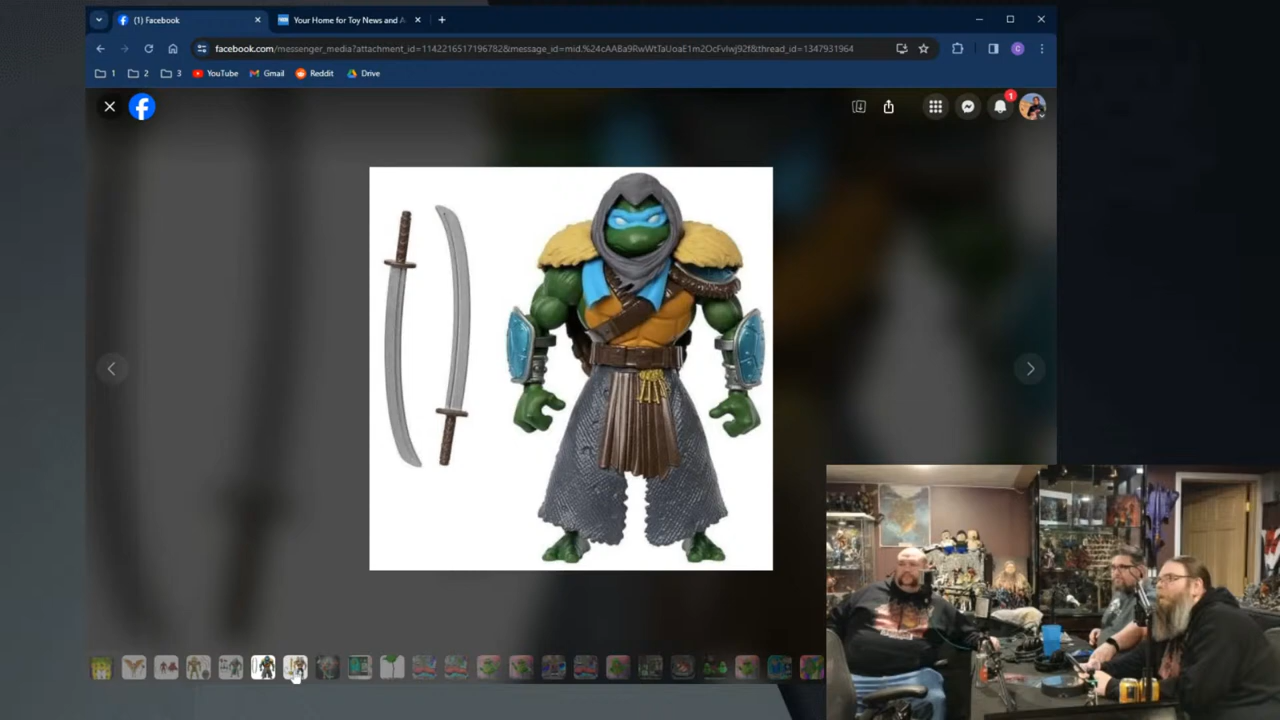 (1) Facebook
Your Home for Toy News and A
facebook.com/messenger_media?attachment_id=1142216517196782&message_id=mid.%24cAABa9RwWtTaUoaE1m2OcFvIwj92f&thread_id=1347931964
1
2
3
YouTube
Gmail
Reddit
Drive
C
1